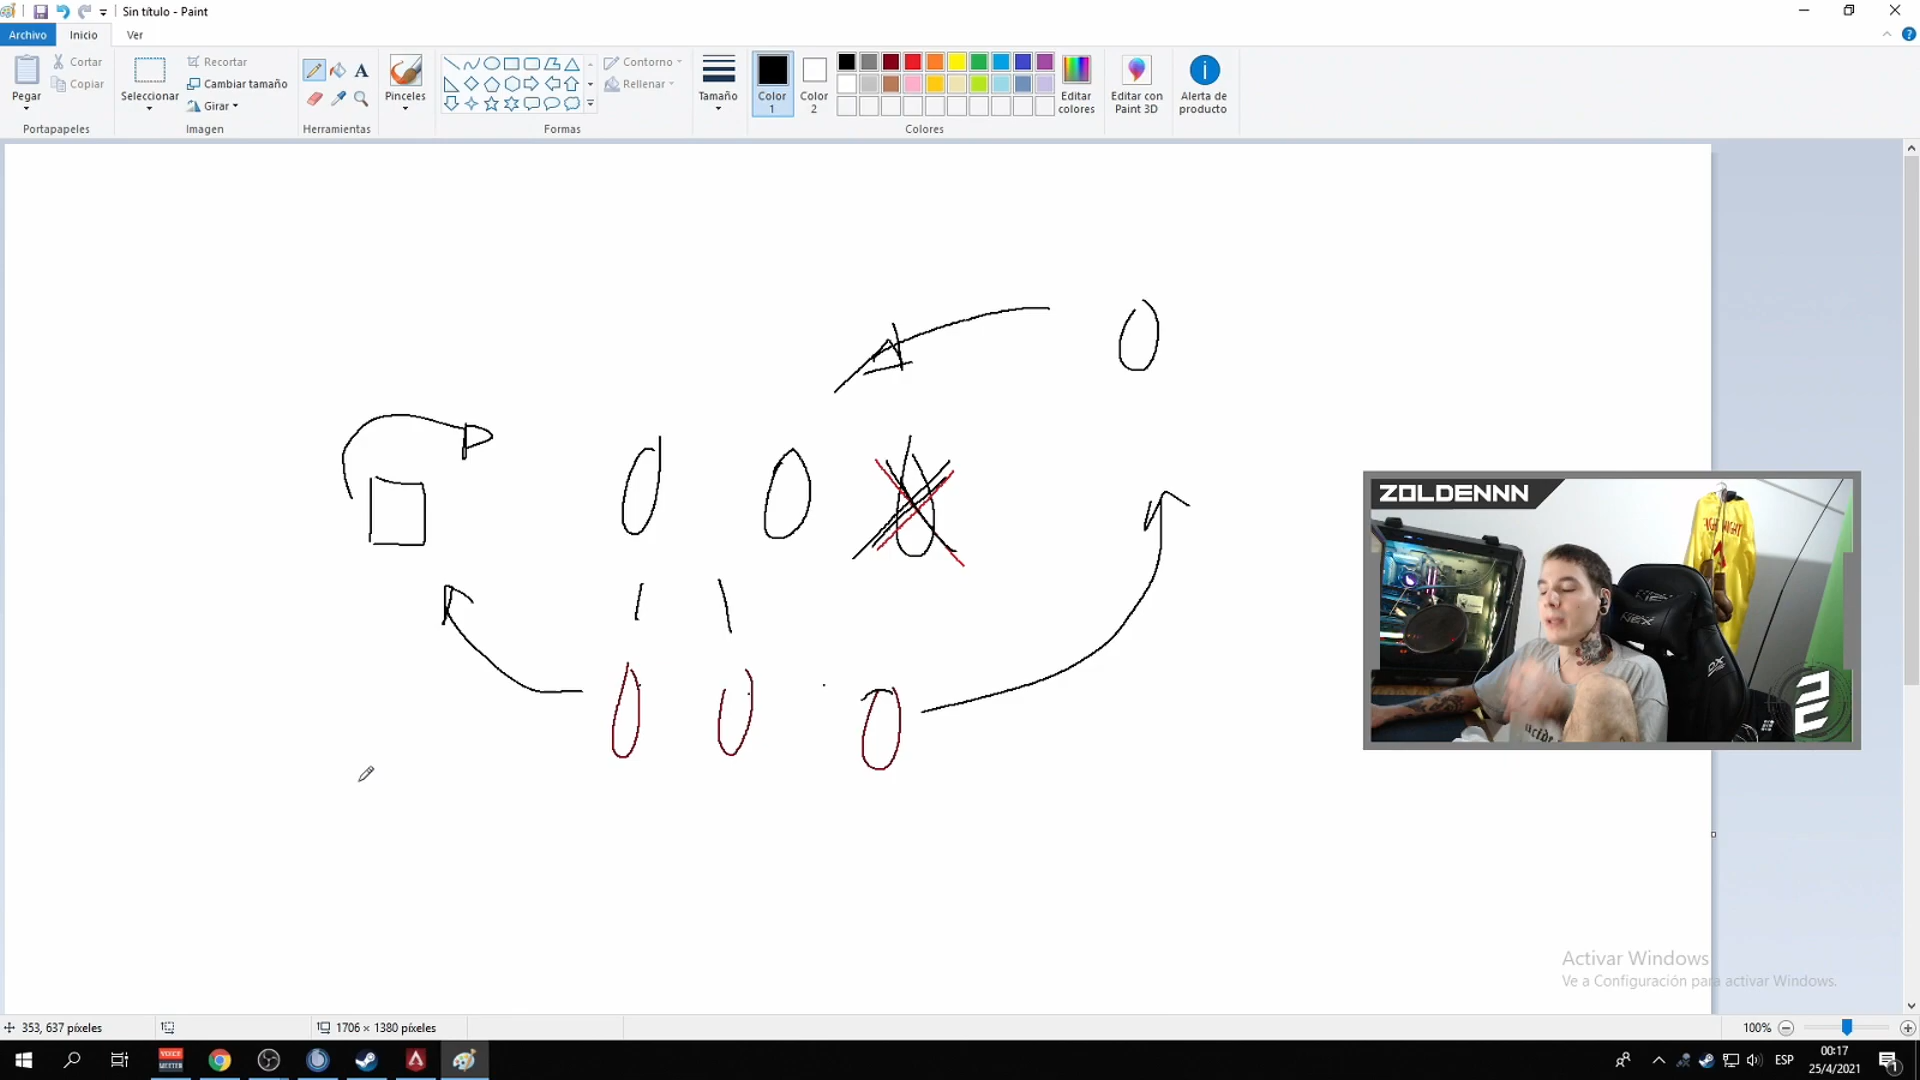 Sin título - Paint
Archivo
Inicio
Ver
Pegar
Cortar
Copiar
Portapapeles
Seleccionar
Recortar
Cambiar tamaño
Girar
Imagen
Herramientas
Pinceles
Contorno
Rellenar
Formas
Tamaño
Color 1
Color 2
Editar colores
Colores
Editar con Paint 3D
Alerta de producto
ZOLDENNN
Activar Windows
Ve a Configuración para activar Windows.
353, 637 píxeles
1706 × 1380 píxeles
100%
VOICE MEETER
ESP
00:17
25/4/2021
1